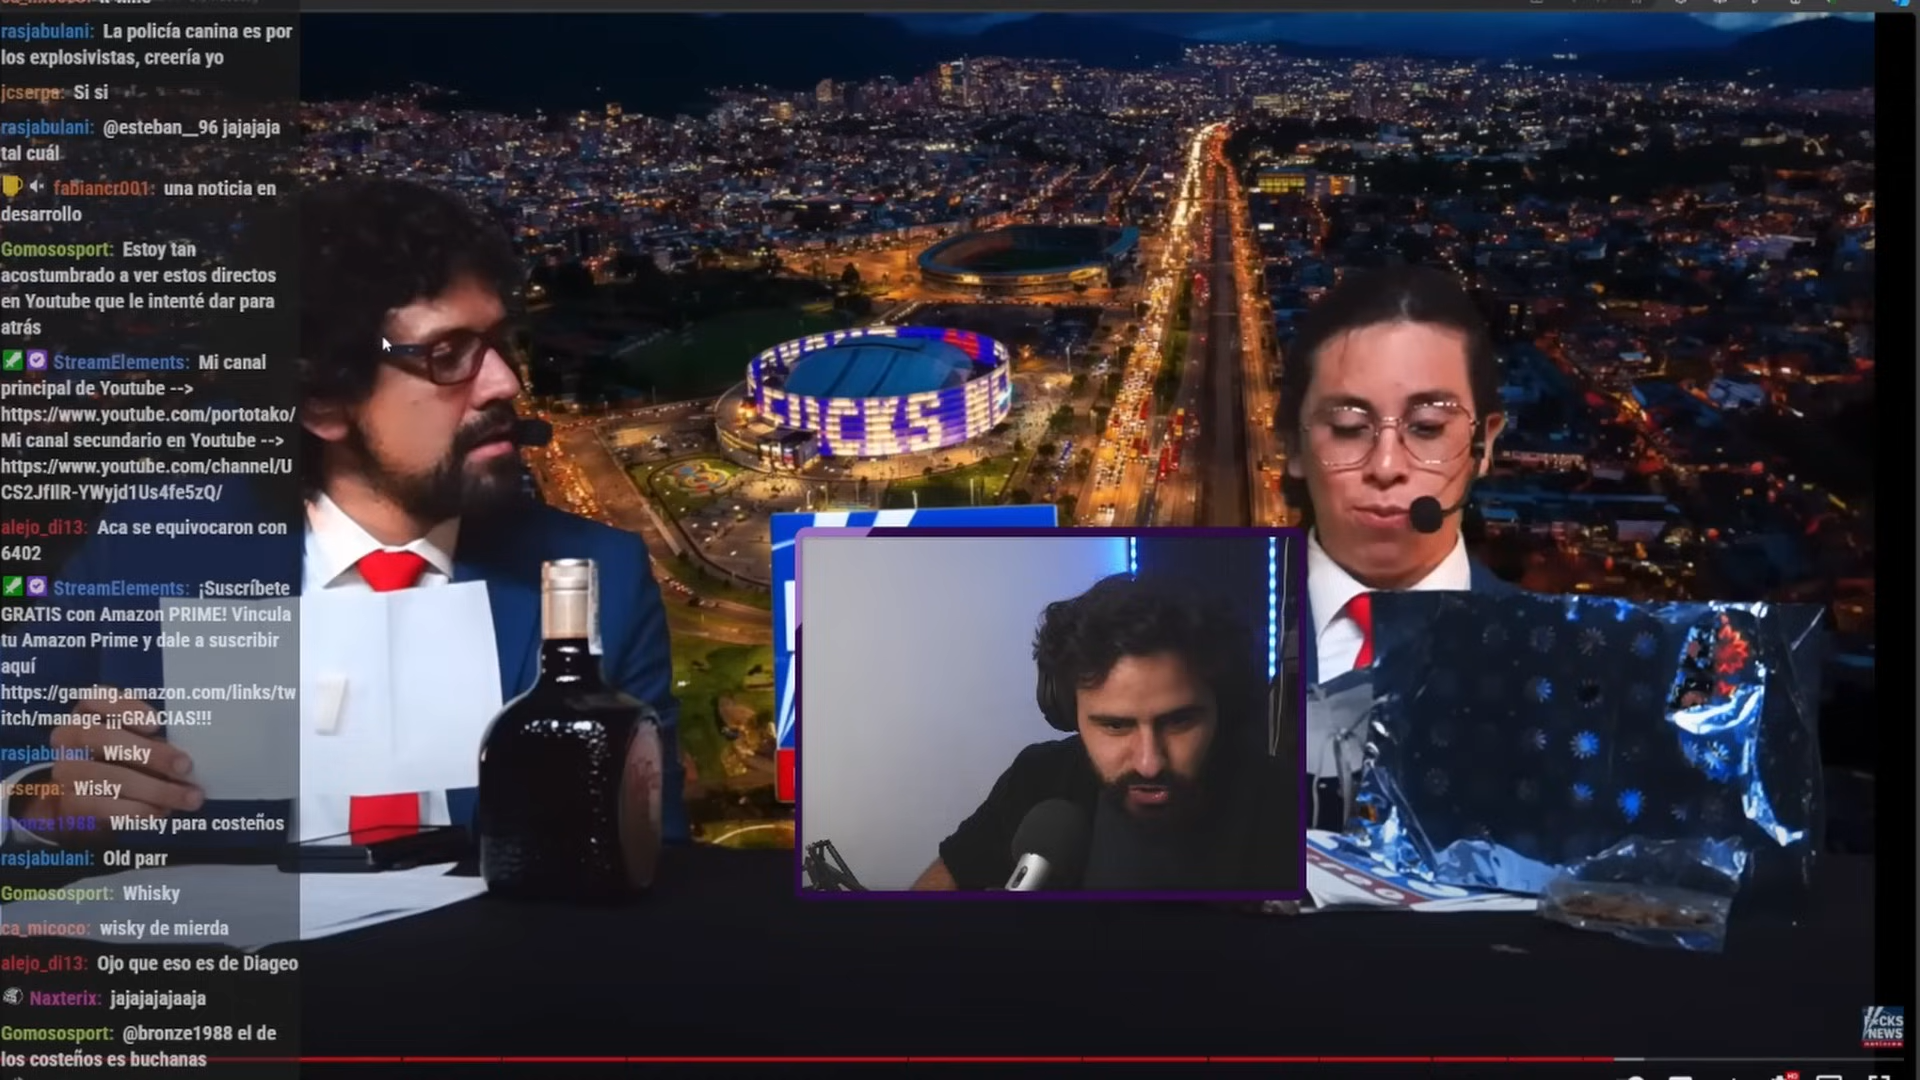 rasjabulani: La policía canina es por
los explosivistas, creería yo
jcserpa: Si si
rasjabulani: @esteban__96 jajajaja
tal cuál
fabiancr001: una noticia en
desarrollo
Gomososport: Estoy tan
acostumbrado a ver estos directos
en Youtube que le intenté dar para
atrás
StreamElements: Mi canal
principal de Youtube -->
https://www.youtube.com/portotako/
Mi canal secundario en Youtube -->
https://www.youtube.com/channel/U
CS2JfIlR-YWyjd1Us4fe5zQ/
alejo_di13: Aca se equivocaron con
6402
StreamElements: ¡Suscríbete
GRATIS con Amazon PRIME! Vincula
tu Amazon Prime y dale a suscribir
aquí
https://gaming.amazon.com/links/tw
itch/manage ¡¡¡GRACIAS!!!
rasjabulani: Wisky
jcserpa: Wisky
bronze1988: Whisky para costeños
rasjabulani: Old parr
Gomososport: Whisky
ca_micoco: wisky de mierda
alejo_di13: Ojo que eso es de Diageo
Naxterix: jajajajajaaja
Gomososport: @bronze1988 el de
los costeños es buchanas
F*CKS
NEWS
noticias
HD